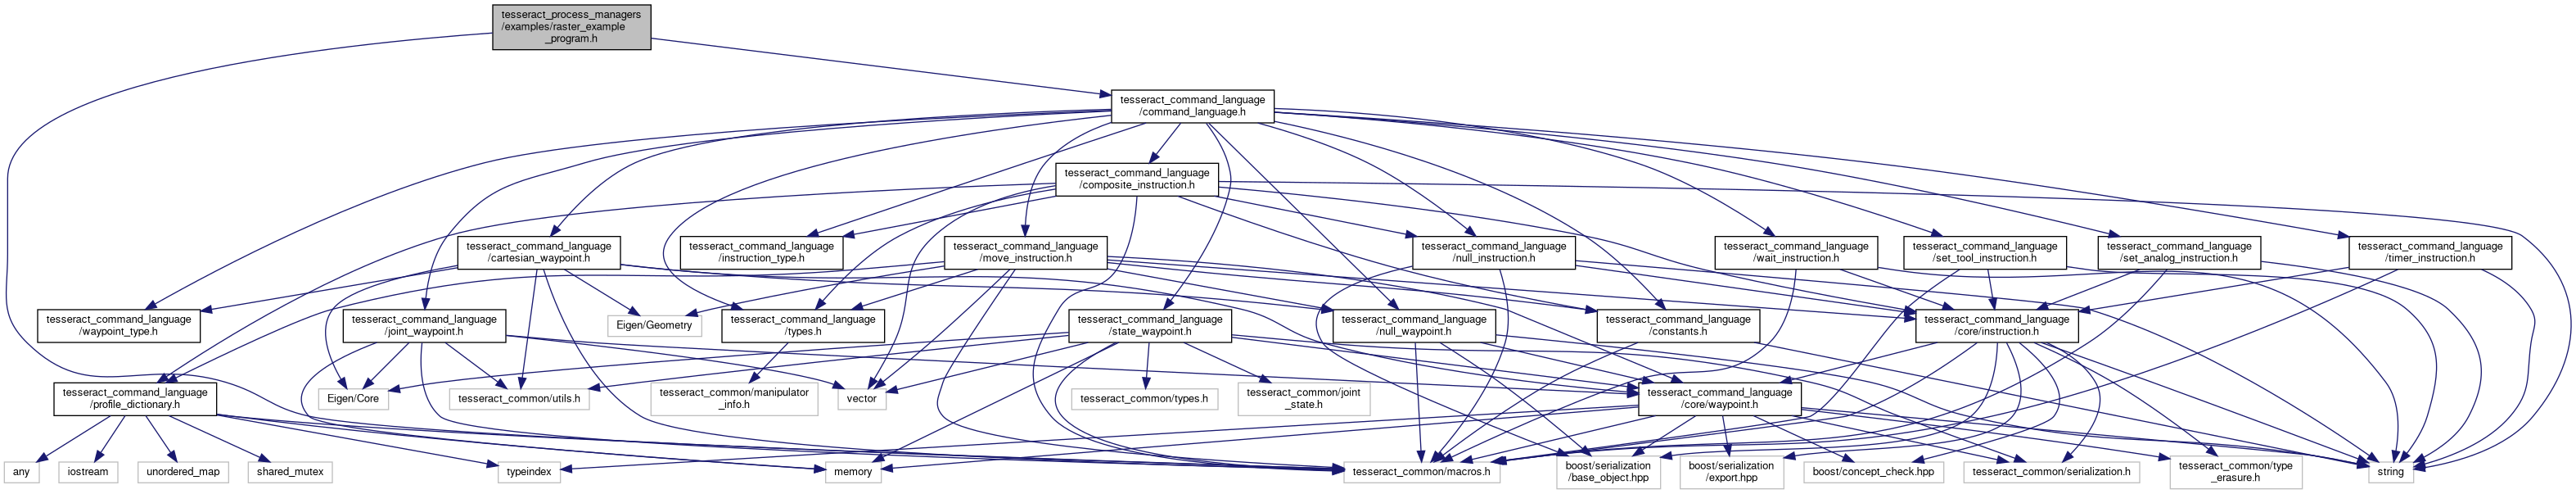 tesseract_process_managers
/examples/raster_example
_program.h
tesseract_command_language
/command_language.h
tesseract_command_language
/composite_instruction.h
tesseract_command_language
/cartesian_waypoint.h
tesseract_command_language
/instruction_type.h
tesseract_command_language
/move_instruction.h
tesseract_command_language
/null_instruction.h
tesseract_command_language
/wait_instruction.h
tesseract_command_language
/set_tool_instruction.h
tesseract_command_language
/set_analog_instruction.h
tesseract_command_language
/timer_instruction.h
tesseract_command_language
/waypoint_type.h
tesseract_command_language
/joint_waypoint.h
Eigen/Geometry
tesseract_command_language
/types.h
tesseract_command_language
/state_waypoint.h
tesseract_command_language
/null_waypoint.h
tesseract_command_language
/constants.h
tesseract_command_language
/core/instruction.h
tesseract_command_language
/profile_dictionary.h
Eigen/Core
tesseract_common/utils.h
tesseract_common/manipulator
_info.h
vector
tesseract_common/types.h
tesseract_common/joint
_state.h
tesseract_command_language
/core/waypoint.h
any
iostream
unordered_map
shared_mutex
typeindex
memory
tesseract_common/macros.h
boost/serialization
/base_object.hpp
boost/serialization
/export.hpp
boost/concept_check.hpp
tesseract_common/serialization.h
tesseract_common/type
_erasure.h
string